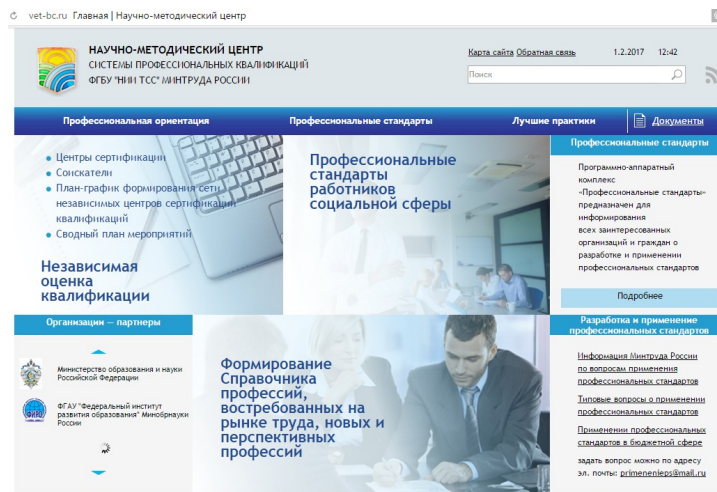 vet-bc.ru Главная | Научно-методический центр
НАУЧНО-МЕТОДИЧЕСКИЙ ЦЕНТР
СИСТЕМЫ ПРОФЕССИОНАЛЬНЫХ КВАЛИФИКАЦИЙ
ФГБУ "НИИ ТСС" МИНТРУДА РОССИИ
Карта сайта Обратная связь 1.2.2017 12:42
Поиск
Профессиональная ориентация Профессиональные стандарты Лучшие практики Документы
Центры сертификации
Соискатели
План-график формирования сети
независимых центров сертификации
квалификаций
Сводный план мероприятий
Независимая
оценка
квалификации
Профессиональные
стандарты
работников
социальной сферы
Профессиональные стандарты
Программно-аппаратный
комплекс
«Профессиональные стандарты»
предназначен для
информирования
всех заинтересованных
организаций и граждан о
разработке и применении
профессиональных стандартов
Подробнее
Организации — партнеры
Министерство образования и науки
Российской Федерации
ФГАУ "Федеральный институт
развития образования" Минобрнауки
России
Формирование
Справочника
профессий,
востребованных на
рынке труда, новых и
перспективных
профессий
Разработка и применение
профессиональных стандартов
Информация Минтруда России
по вопросам применения
профессиональных стандартов
Типовые вопросы о применении
профессиональных стандартов
Применении профессиональных
стандартов в бюджетной сфере
задать вопрос можно по адресу
эл. почты: primenenieps@mail.ru